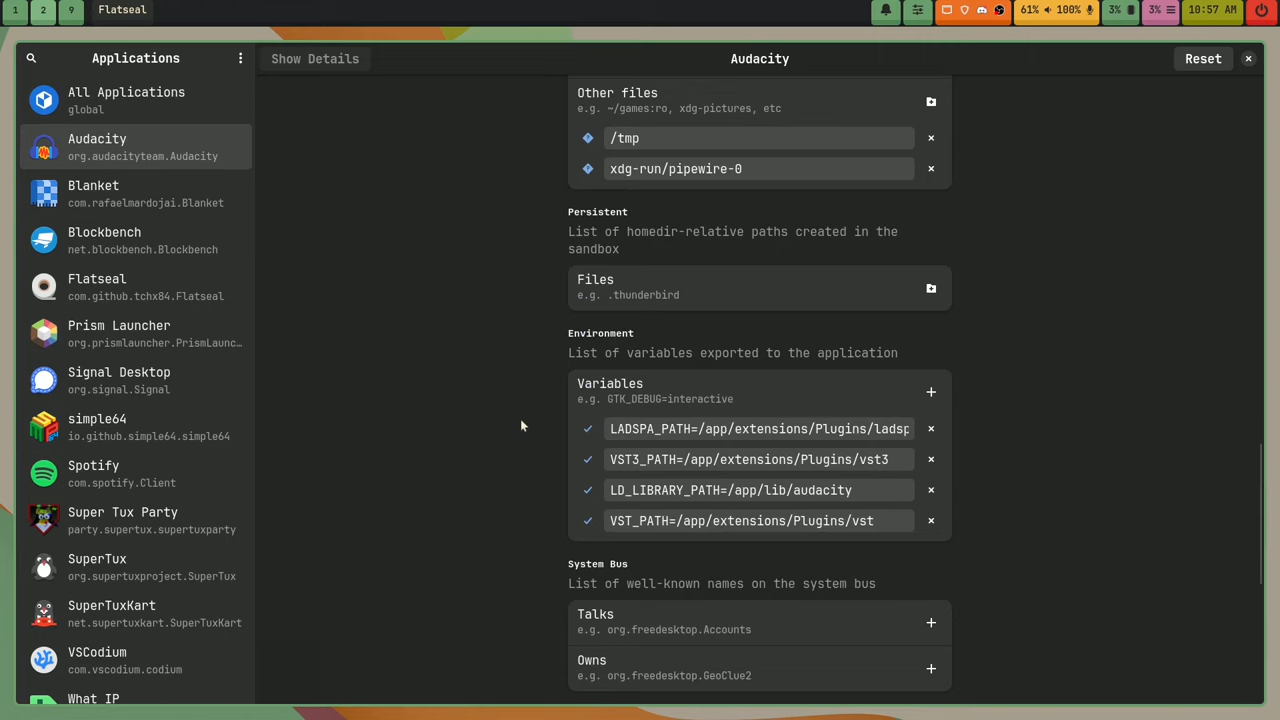 1 2 9 Flatseal 61% 100% 3% 3% 10:57 AM
Applications
Show Details
Audacity
Reset
All Applications
global
Audacity
org.audacityteam.Audacity
Blanket
com.rafaelmardojai.Blanket
Blockbench
net.blockbench.Blockbench
Flatseal
com.github.tchx84.Flatseal
Prism Launcher
org.prismlauncher.PrismLaunc…
Signal Desktop
org.signal.Signal
simple64
io.github.simple64.simple64
Spotify
com.spotify.Client
Super Tux Party
party.supertux.supertuxparty
SuperTux
org.supertuxproject.SuperTux
SuperTuxKart
net.supertuxkart.SuperTuxKart
VSCodium
com.vscodium.codium
What IP
Other files
e.g. ~/games:ro, xdg-pictures, etc
/tmp
xdg-run/pipewire-0
Persistent
List of homedir-relative paths created in the
sandbox
Files
e.g. .thunderbird
Environment
List of variables exported to the application
Variables
e.g. GTK_DEBUG=interactive
LADSPA_PATH=/app/extensions/Plugins/ladsp
VST3_PATH=/app/extensions/Plugins/vst3
LD_LIBRARY_PATH=/app/lib/audacity
VST_PATH=/app/extensions/Plugins/vst
System Bus
List of well-known names on the system bus
Talks
e.g. org.freedesktop.Accounts
Owns
e.g. org.freedesktop.GeoClue2